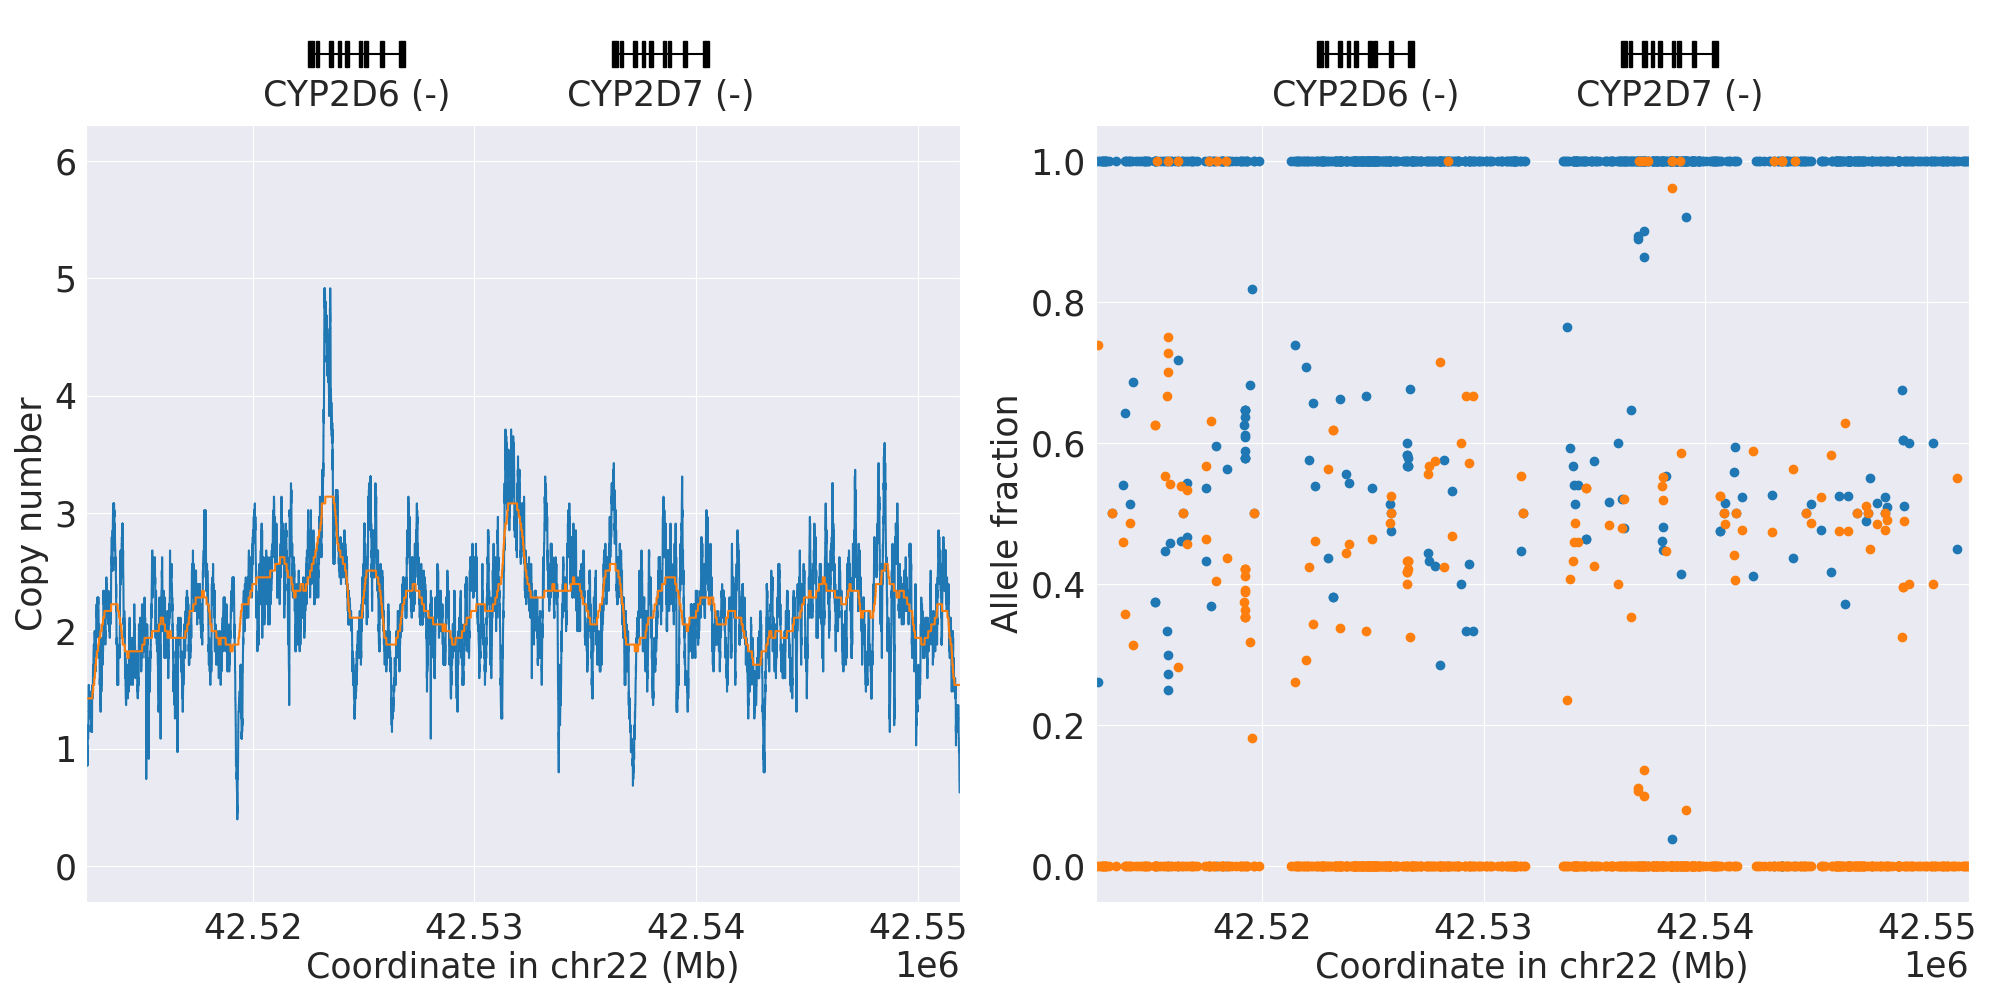 CYP2D6 (-)
CYP2D7 (-)
Copy number
6
5
4
3
2
1
0
42.52
42.53
42.54
42.55
Coordinate in chr22 (Mb)
1e6
CYP2D6 (-)
CYP2D7 (-)
Allele fraction
1.0
0.8
0.6
0.4
0.2
0.0
42.52
42.53
42.54
42.55
Coordinate in chr22 (Mb)
1e6